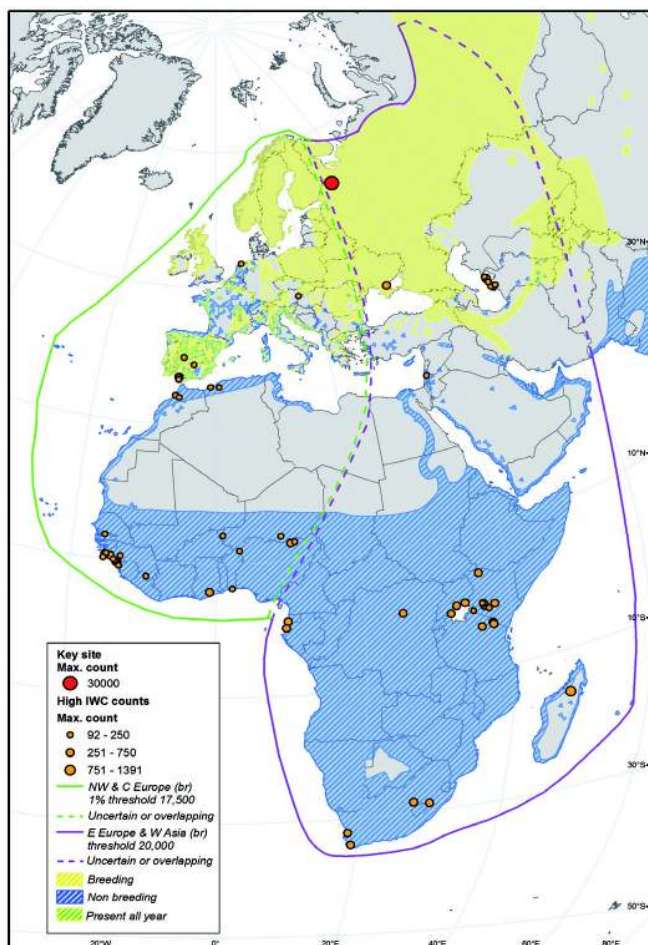 30°N
10°N
10°S
30°S
50°S
20°W
0°
20°E
40°E
60°E
80°E
Key site
Max. count
30000
High IWC counts
Max. count
92 - 250
251 - 750
751 - 1391
NW & C Europe (br)
1% threshold 17,500
Uncertain or overlapping
E Europe & W Asia (br)
threshold 20,000
Uncertain or overlapping
Breeding
Non breeding
Present all year